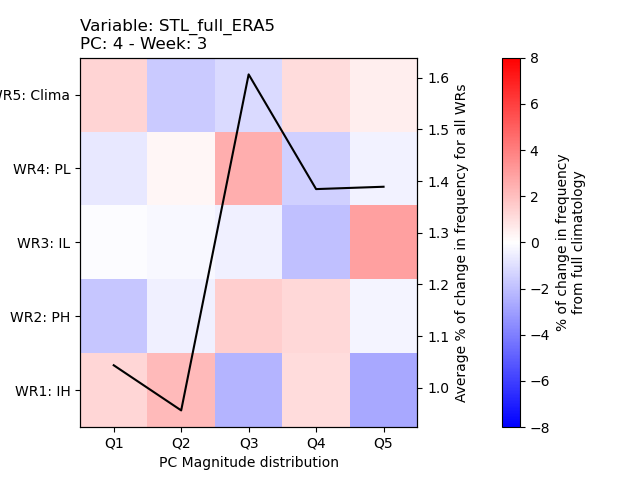 Variable: STL_full_ERA5
PC: 4 - Week: 3
WR5: Clima
WR4: PL
WR3: IL
WR2: PH
WR1: IH
Q1 Q2 Q3 Q4 Q5
PC Magnitude distribution
1.6
1.5
1.4
1.3
1.2
1.1
1.0
Average % of change in frequency for all WRs
8
6
4
2
0
−2
−4
−6
−8
% of change in frequency
from full climatology